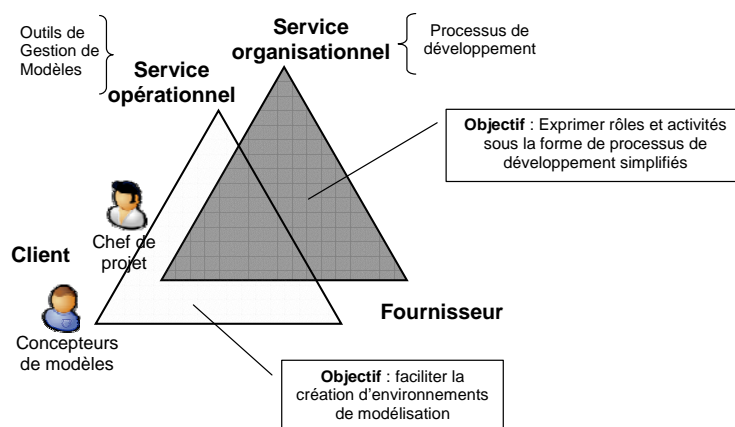 Outils de
Gestion de
Modèles
Service
opérationnel
Service
organisationnel
Processus de
développement
Objectif : Exprimer rôles et activités
sous la forme de processus de
développement simplifiés
Client
Chef de
projet
Concepteurs
de modèles
Fournisseur
Objectif : faciliter la
création d'environnements
de modélisation